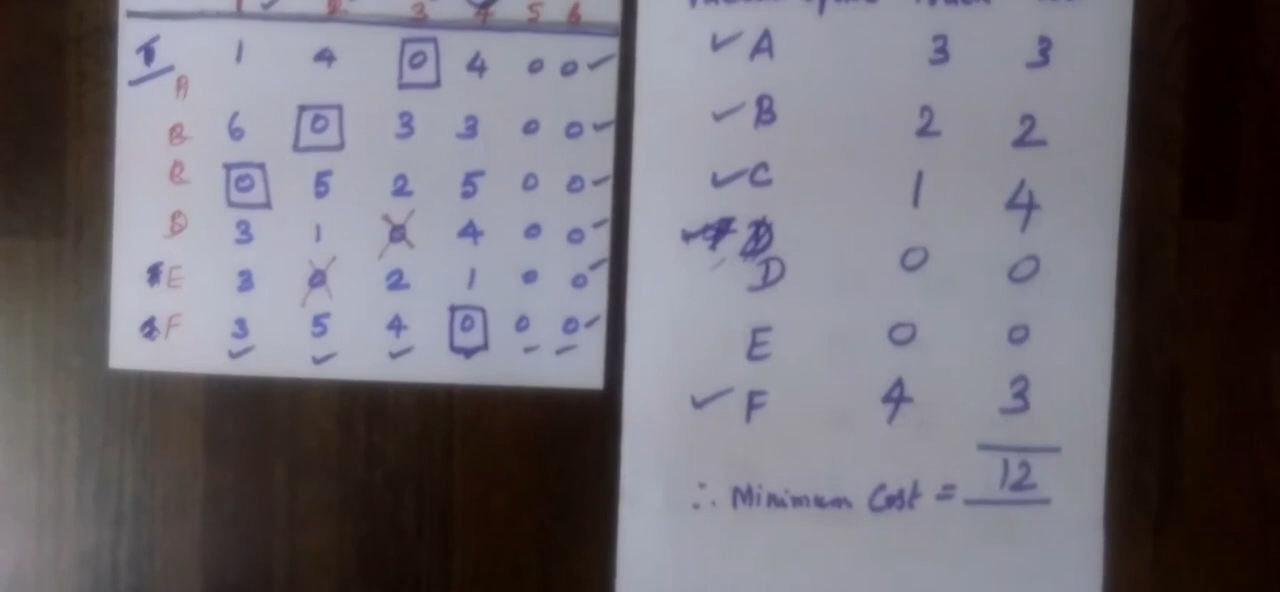 1 2 3 4 5 6
1 4 0 4 0 0
A
B 6 0 3 3 0 0
C 0 5 2 5 0 0
D 3 1 0 4 0 0
E 3 0 2 1 0 0
F 3 5 4 0 0 0
✓ A 3 3
✓ B 2 2
✓ C 1 4
D 0 0
E 0 0
✓ F 4 3
12
∴ Minimum Cost =